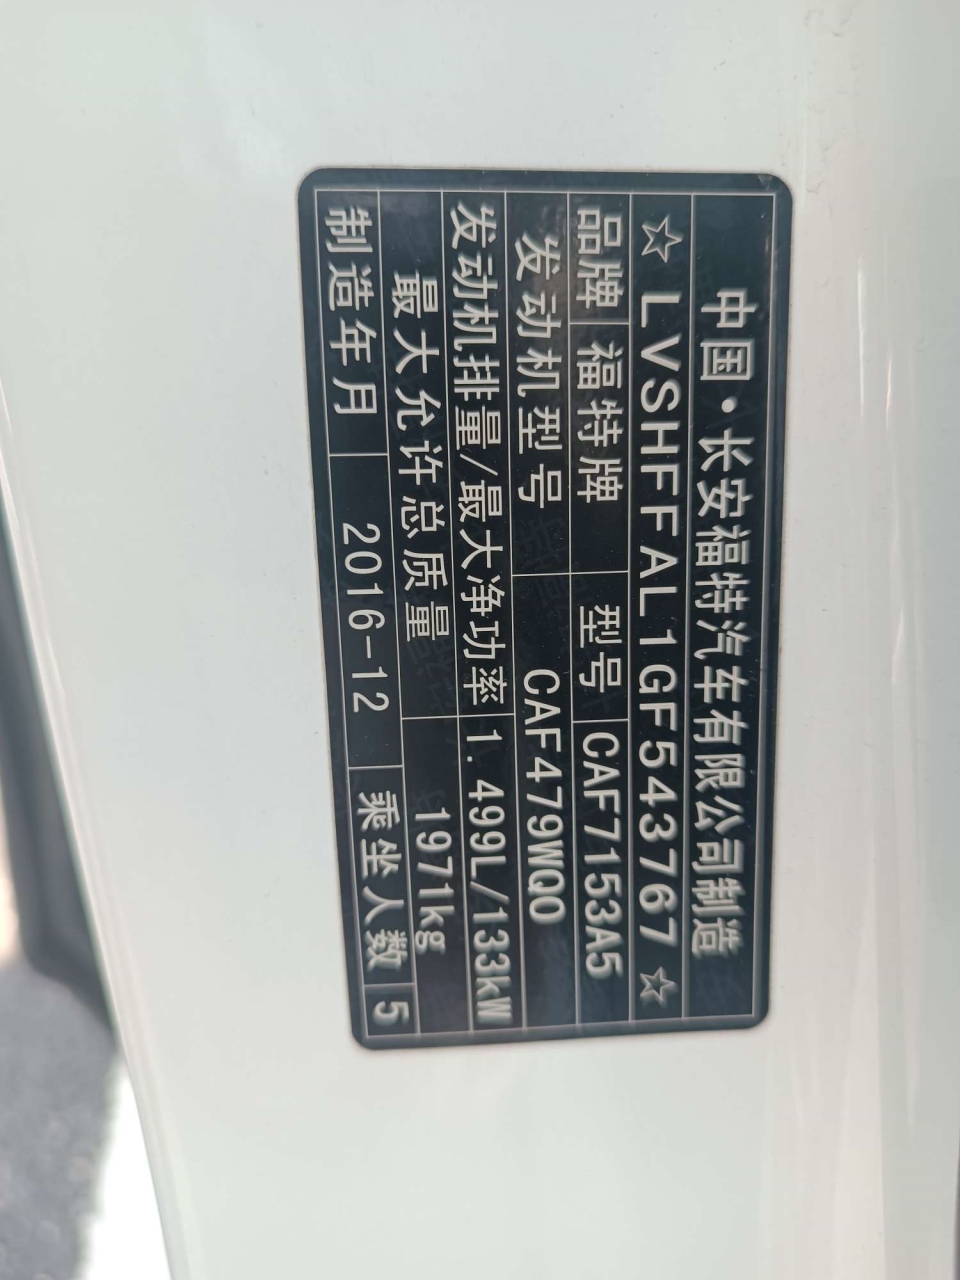 中国·长安福特汽车有限公司制造
☆ LVSHFFAL1GF543767 ☆
品牌 福特牌 型号 CAF7153A5
发动机型号 CAF479WQ0
发动机排量/最大净功率 1.499L/133kW
最大允许总质量 1971kg
制造年月 2016-12 乘坐人数 5